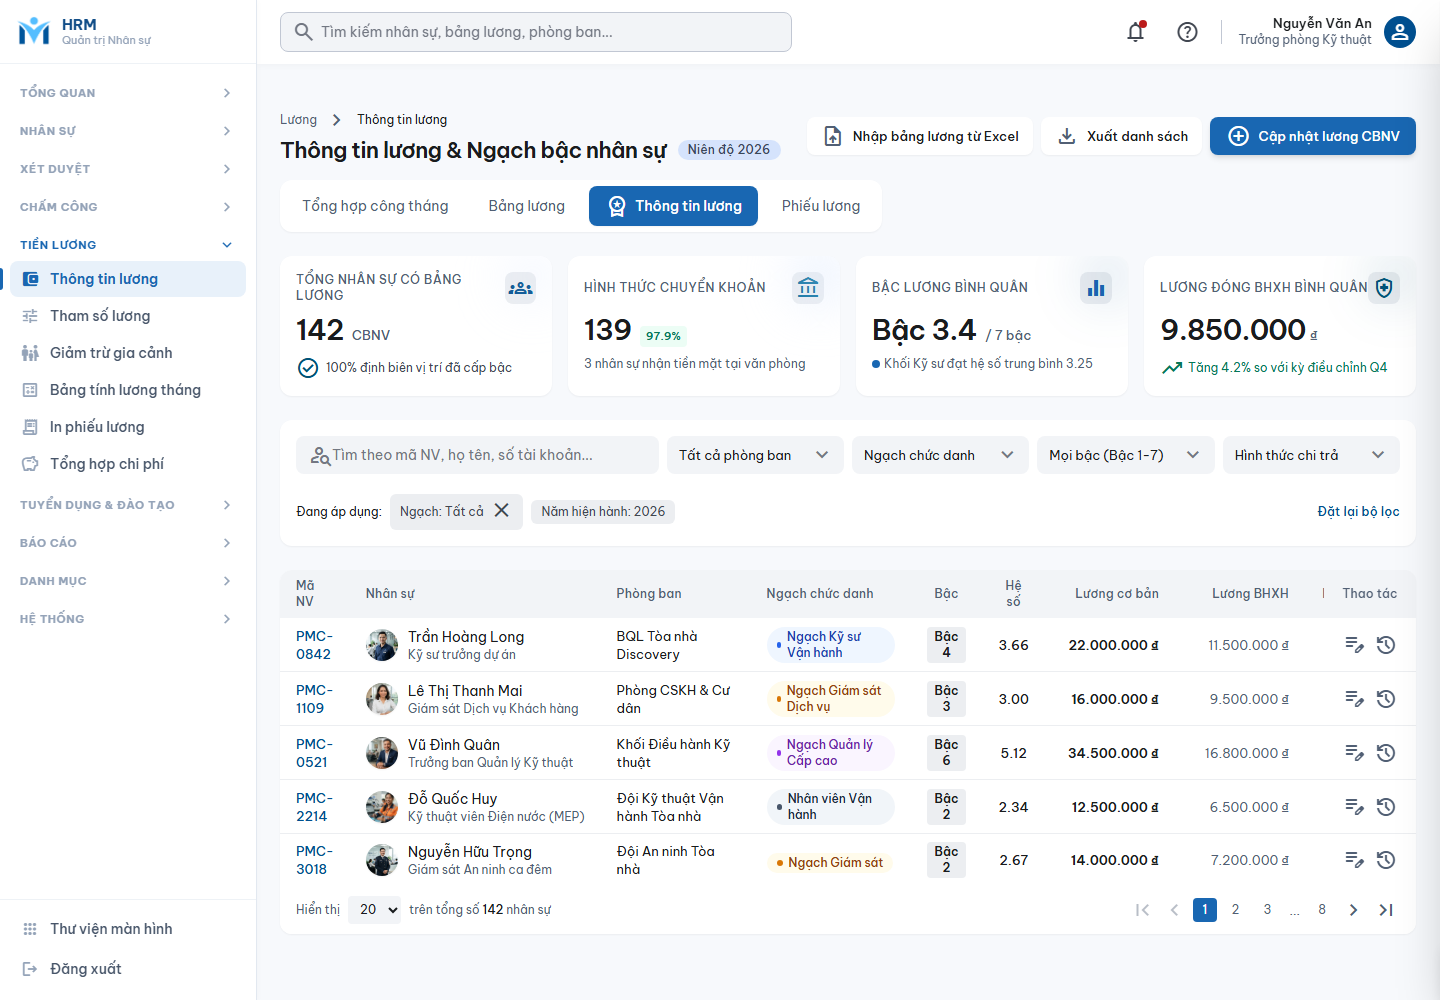 HRM
Quản trị Nhân sự
TỔNG QUAN
NHÂN SỰ
XÉT DUYỆT
CHẤM CÔNG
TIỀN LƯƠNG
Thông tin lương
Tham số lương
Giảm trừ gia cảnh
Bảng tính lương tháng
In phiếu lương
Tổng hợp chi phí
TUYỂN DỤNG & ĐÀO TẠO
BÁO CÁO
DANH MỤC
HỆ THỐNG
Thư viện màn hình
Đăng xuất
Tìm kiếm nhân sự, bảng lương, phòng ban...
Nguyễn Văn An
Trưởng phòng Kỹ thuật
Lương
Thông tin lương
Thông tin lương & Ngạch bậc nhân sự
Niên độ 2026
Nhập bảng lương từ Excel
Xuất danh sách
Cập nhật lương CBNV
Tổng hợp công tháng
Bảng lương
Thông tin lương
Phiếu lương
TỔNG NHÂN SỰ CÓ BẢNG
LƯƠNG
142 CBNV
100% định biên vị trí đã cấp bậc
HÌNH THỨC CHUYỂN KHOẢN
139 97.9%
3 nhân sự nhận tiền mặt tại văn phòng
BẬC LƯƠNG BÌNH QUÂN
Bậc 3.4 / 7 bậc
Khối Kỹ sư đạt hệ số trung bình 3.25
LƯƠNG ĐÓNG BHXH BÌNH QUÂN
9.850.000 ₫
Tăng 4.2% so với kỳ điều chỉnh Q4
Tìm theo mã NV, họ tên, số tài khoản...
Tất cả phòng ban
Ngạch chức danh
Mọi bậc (Bậc 1-7)
Hình thức chi trả
Đang áp dụng:
Ngạch: Tất cả
Năm hiện hành: 2026
Đặt lại bộ lọc
Mã
NV
Nhân sự
Phòng ban
Ngạch chức danh
Bậc
Hệ
số
Lương cơ bản
Lương BHXH
Thao tác
PMC-
0842
Trần Hoàng Long
Kỹ sư trưởng dự án
BQL Tòa nhà
Discovery
Ngạch Kỹ sư
Vận hành
Bậc
4
3.66
22.000.000 ₫
11.500.000 ₫
PMC-
1109
Lê Thị Thanh Mai
Giám sát Dịch vụ Khách hàng
Phòng CSKH & Cư
dân
Ngạch Giám sát
Dịch vụ
Bậc
3
3.00
16.000.000 ₫
9.500.000 ₫
PMC-
0521
Vũ Đình Quân
Trưởng ban Quản lý Kỹ thuật
Khối Điều hành Kỹ
thuật
Ngạch Quản lý
Cấp cao
Bậc
6
5.12
34.500.000 ₫
16.800.000 ₫
PMC-
2214
Đỗ Quốc Huy
Kỹ thuật viên Điện nước (MEP)
Đội Kỹ thuật Vận
hành Tòa nhà
Nhân viên Vận
hành
Bậc
2
2.34
12.500.000 ₫
6.500.000 ₫
PMC-
3018
Nguyễn Hữu Trọng
Giám sát An ninh ca đêm
Đội An ninh Tòa
nhà
Ngạch Giám sát
Bậc
2
2.67
14.000.000 ₫
7.200.000 ₫
Hiển thị 20 trên tổng số 142 nhân sự
1 2 3 ... 8